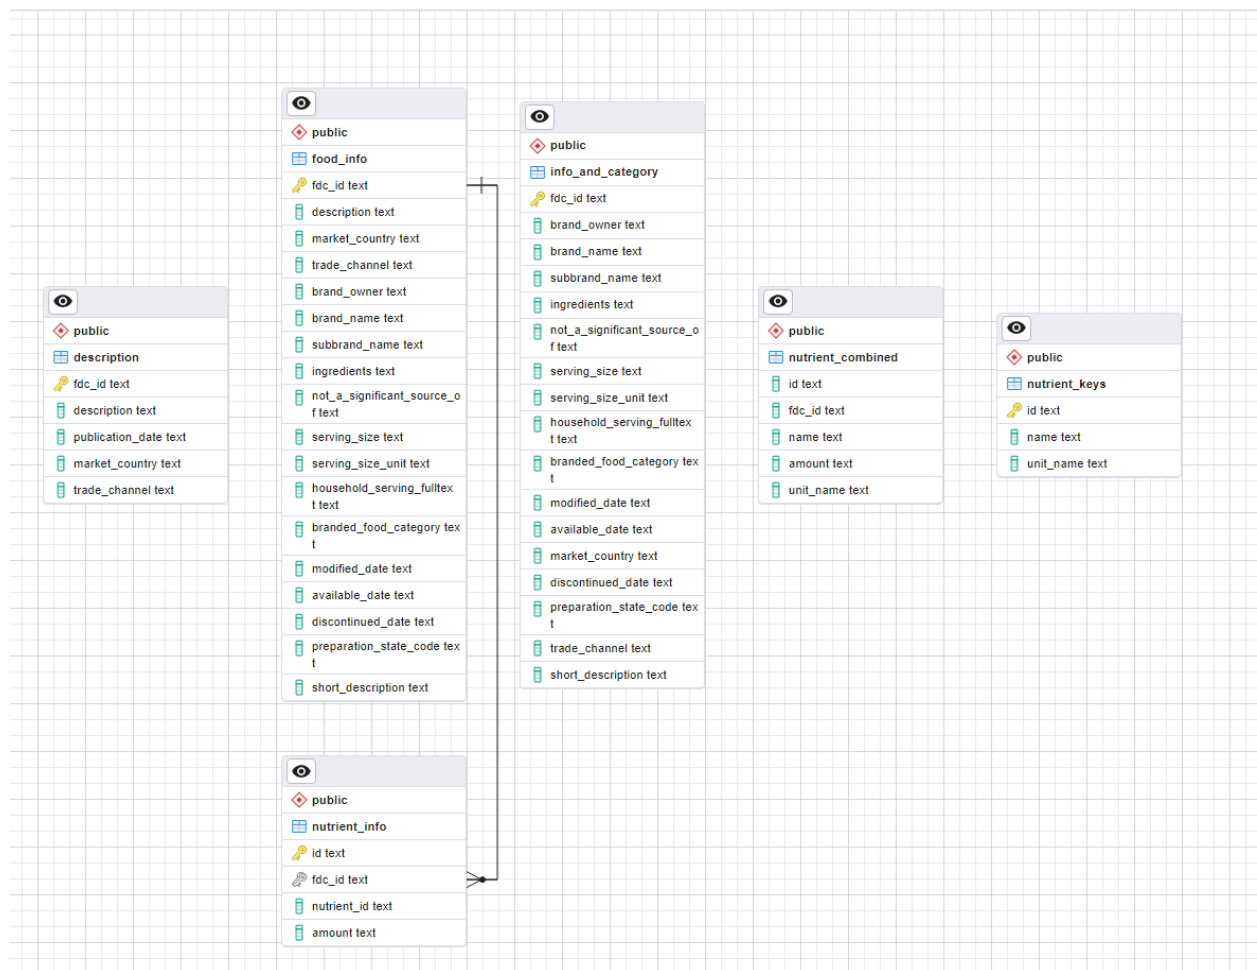 public
description
fdc_id text
description text
publication_date text
market_country text
trade_channel text
public
food_info
fdc_id text
description text
market_country text
trade_channel text
brand_owner text
brand_name text
subbrand_name text
ingredients text
not_a_significant_source_o
f text
serving_size text
serving_size_unit text
household_serving_fulltex
t text
branded_food_category tex
t
modified_date text
available_date text
discontinued_date text
preparation_state_code tex
t
short_description text
public
nutrient_info
id text
fdc_id text
nutrient_id text
amount text
public
info_and_category
fdc_id text
brand_owner text
brand_name text
subbrand_name text
ingredients text
not_a_significant_source_o
f text
serving_size text
serving_size_unit text
household_serving_fulltex
t text
branded_food_category tex
t
modified_date text
available_date text
market_country text
discontinued_date text
preparation_state_code tex
t
trade_channel text
short_description text
public
nutrient_combined
id text
fdc_id text
name text
amount text
unit_name text
public
nutrient_keys
id text
name text
unit_name text